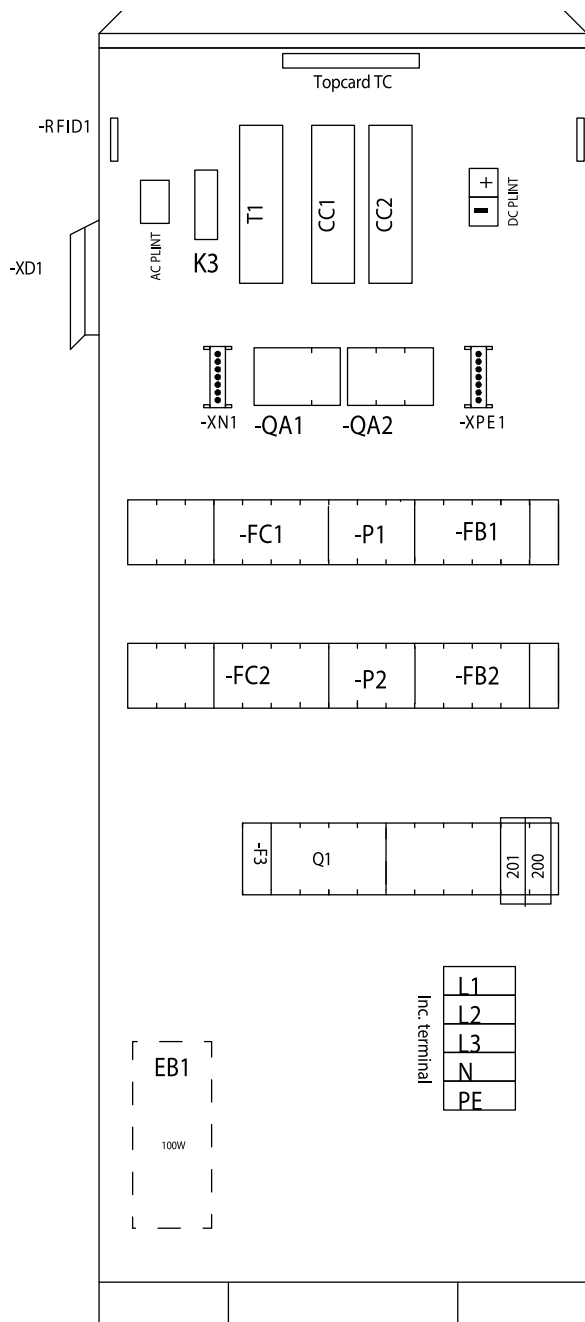 Topcard TC
-RFID1
+
-
DC PLINT
AC PLINT
K3
T1
CC1
CC2
-XD1
-XN1
-QA1
-QA2
-XPE1
-FC1
-P1
-FB1
-FC2
-P2
-FB2
-F3
Q1
201
200
Inc. terminal
L1
L2
L3
N
PE
EB1
100W